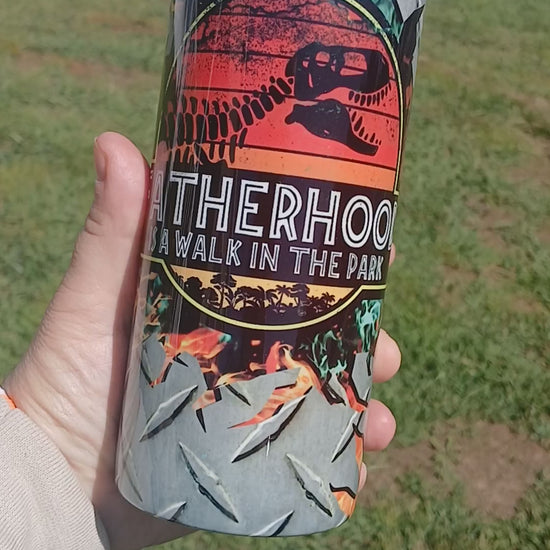 ATHERHOO
S A WALK IN THE PARK